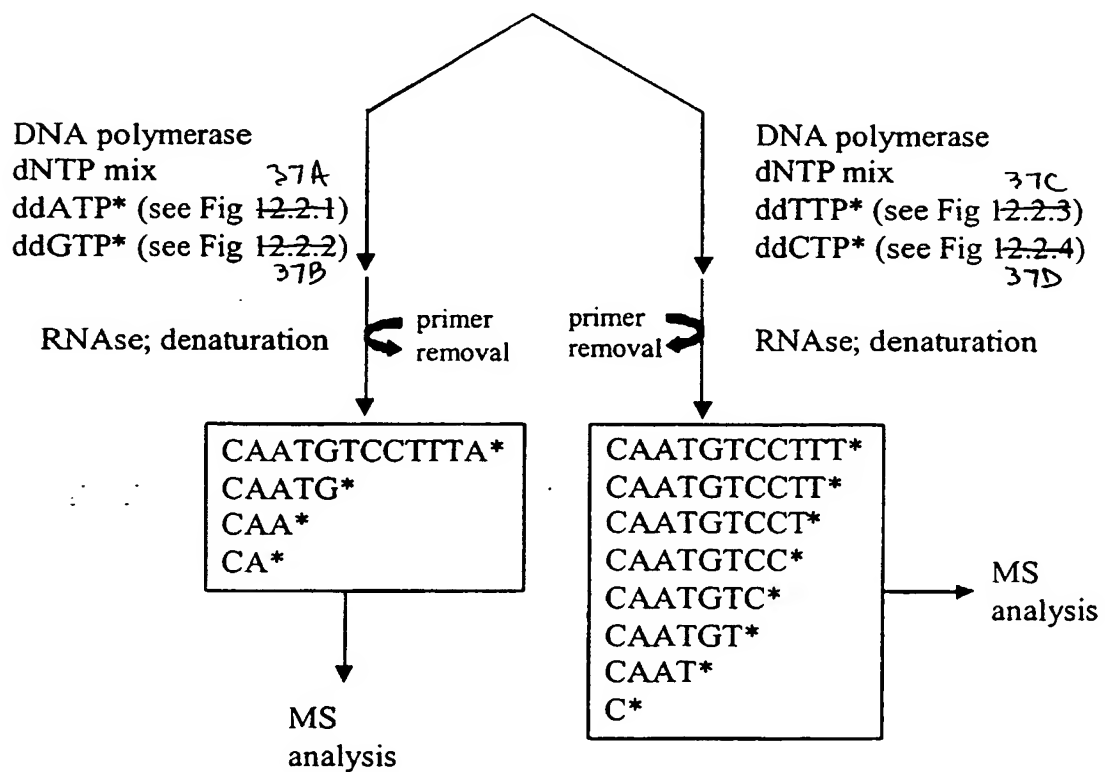 DNA polymerase
dNTP mix 37A
ddATP* (see Fig 12.2.1)
ddGTP* (see Fig 12.2.2)
37B
DNA polymerase
dNTP mix 37C
ddTTP* (see Fig 12.2.3)
ddCTP* (see Fig 12.2.4)
37D
RNAse; denaturation
primer
removal
primer
removal
RNAse; denaturation
CAATGTCCTTTA*
CAATG*
CAA*
CA*
CAATGTCCTTT*
CAATGTCCTT*
CAATGTCCT*
CAATGTCC*
CAATGTC*
CAATGT*
CAAT*
C*
MS
analysis
MS
analysis